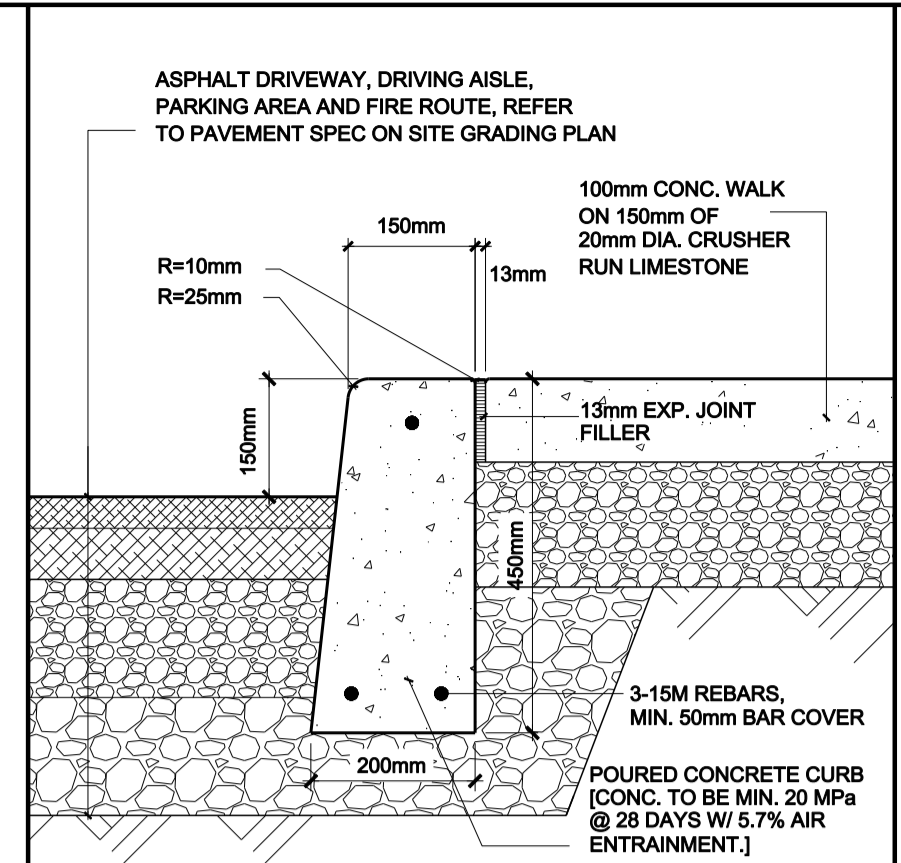 ASPHALT DRIVEWAY, DRIVING AISLE,
PARKING AREA AND FIRE ROUTE, REFER
TO PAVEMENT SPEC ON SITE GRADING PLAN
100mm CONC. WALK
ON 150mm OF
20mm DIA. CRUSHER
RUN LIMESTONE
150mm
13mm
R=10mm
R=25mm
150mm
13mm EXP. JOINT
FILLER
450mm
3-15M REBARS,
MIN. 50mm BAR COVER
200mm
POURED CONCRETE CURB
[CONC. TO BE MIN. 20 MPa
@ 28 DAYS W/ 5.7% AIR
ENTRAINMENT.]